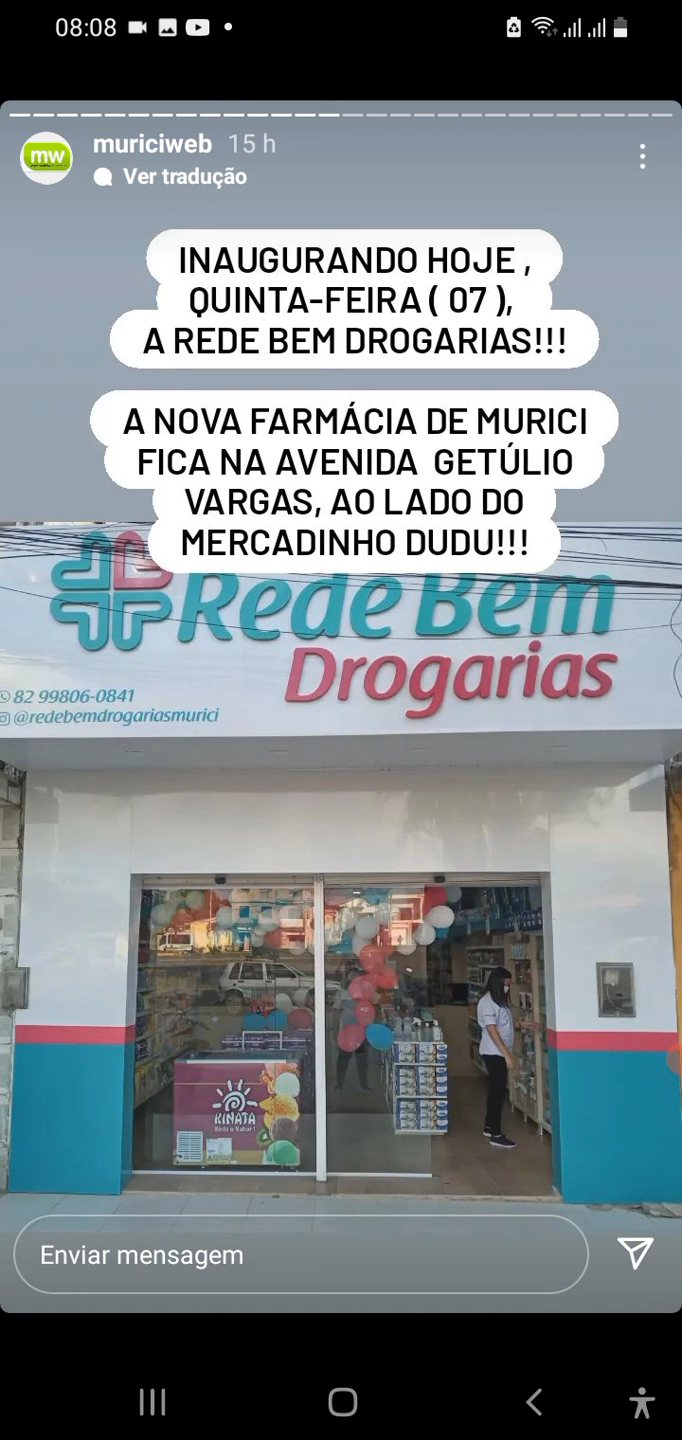 08:08
mw
muriciweb 15 h
Ver tradução
INAUGURANDO HOJE ,
QUINTA-FEIRA ( 07 ),
A REDE BEM DROGARIAS!!!
A NOVA FARMÁCIA DE MURICI
FICA NA AVENIDA GETÚLIO
VARGAS, AO LADO DO
MERCADINHO DUDU!!!
Rede Bem
Drogarias
82 99806-0841
@redebemdrogariasmurici
KINATA
Enviar mensagem